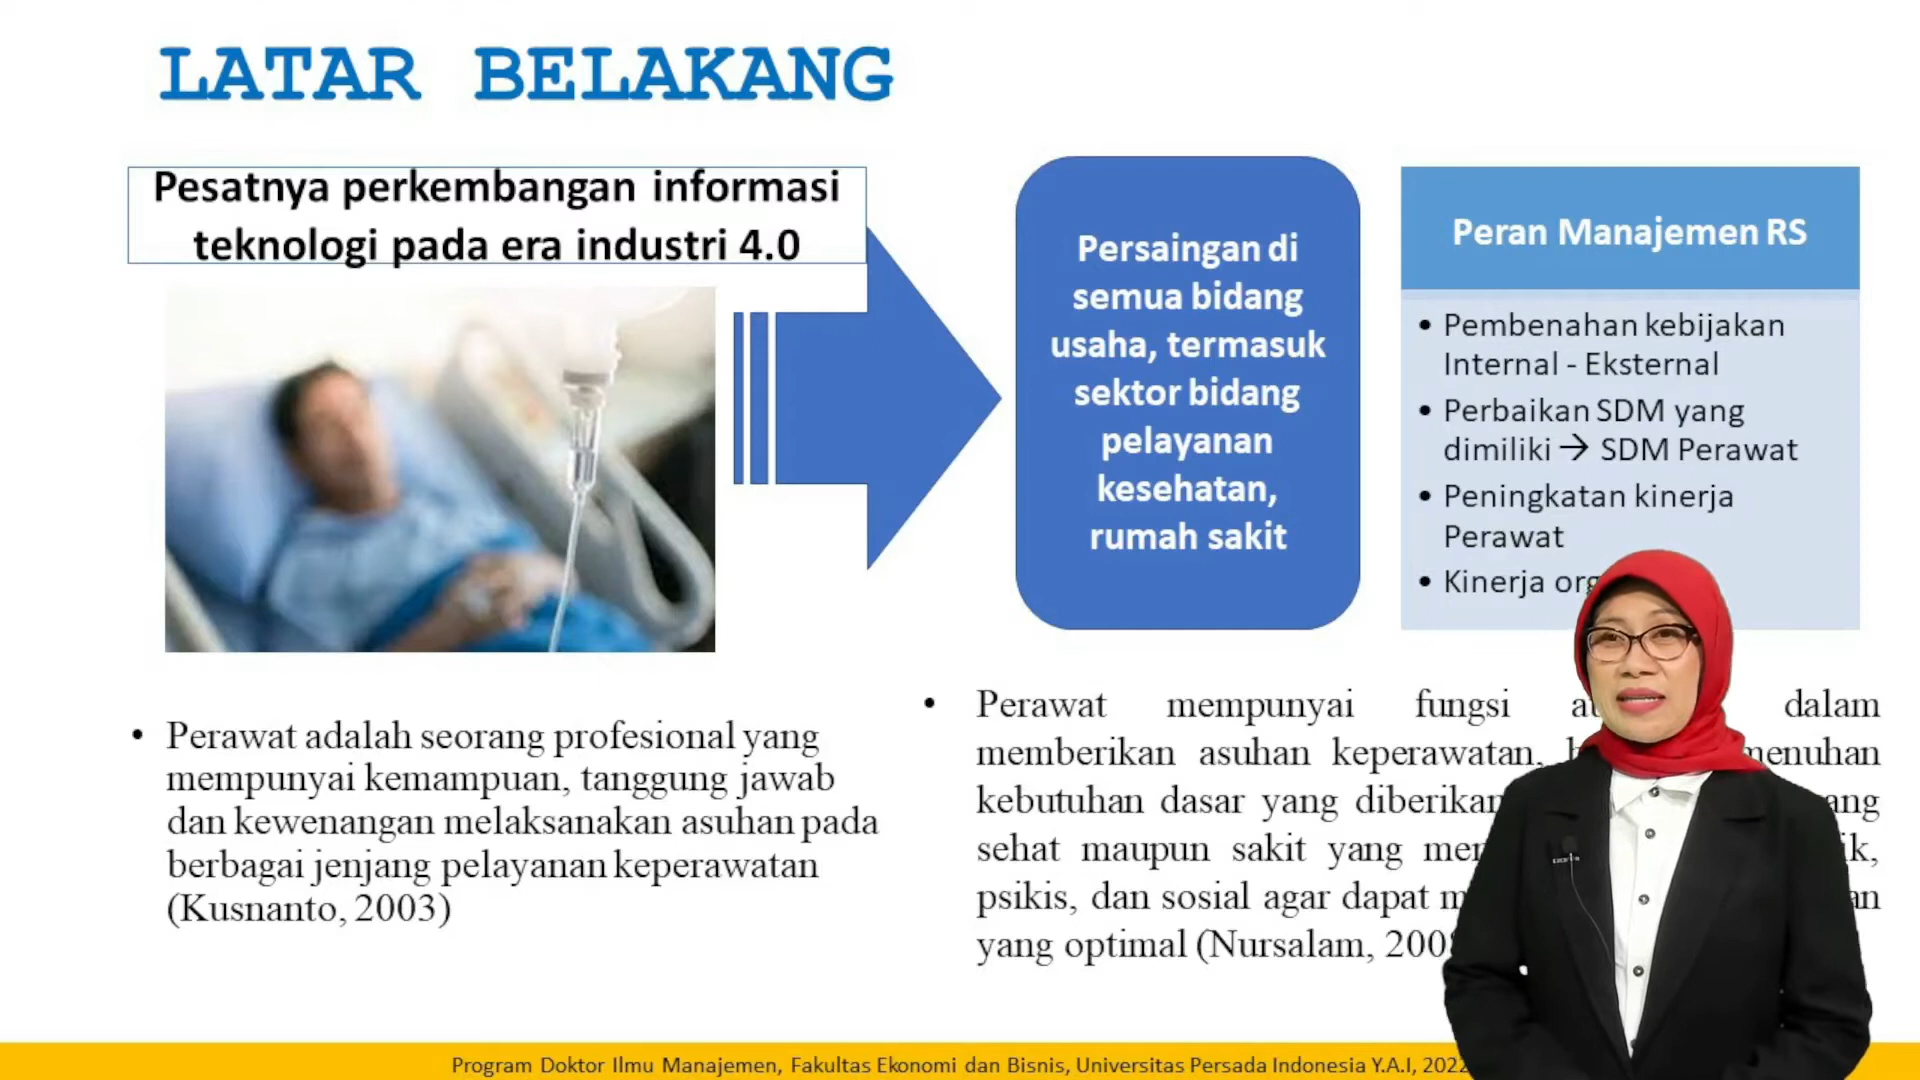 LATAR BELAKANG
Pesatnya perkembangan informasi
teknologi pada era industri 4.0
Persaingan di
semua bidang
usaha, termasuk
sektor bidang
pelayanan
kesehatan,
rumah sakit
Peran Manajemen RS
• Pembenahan kebijakan
Internal - Eksternal
• Perbaikan SDM yang
dimiliki → SDM Perawat
• Peningkatan kinerja
Perawat
• Kinerja
• Perawat adalah seorang profesional yang
mempunyai kemampuan, tanggung jawab
dan kewenangan melaksanakan asuhan pada
berbagai jenjang pelayanan keperawatan
(Kusnanto, 2003)
• Perawat mempunyai fungsi dalam
memberikan asuhan keperawatan,
kebutuhan dasar yang diberikan
sehat maupun sakit yang
psikis, dan sosial agar dapat
yang optimal (Nursalam,
Program Doktor Ilmu Manajemen, Fakultas Ekonomi dan Bisnis, Universitas Persada Indonesia Y.A.I, 2022